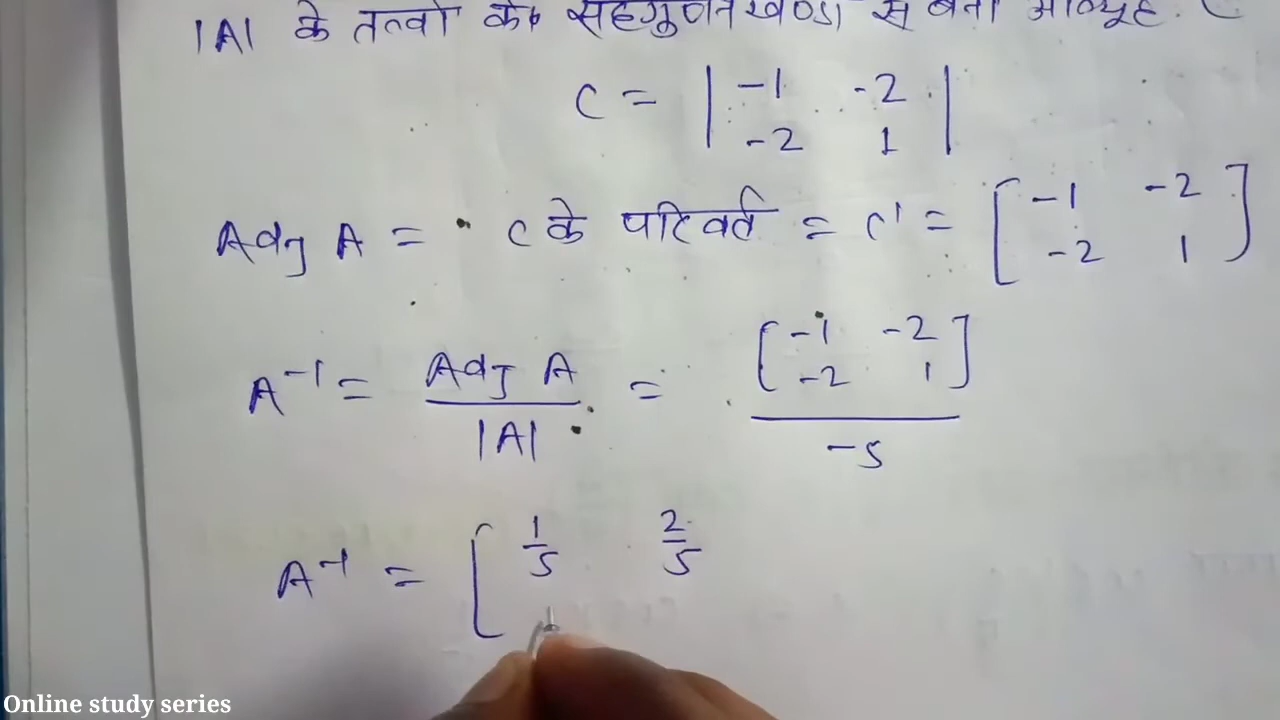 |A| के तत्वों के सहगुणनखण्डों से बना आव्यूह C
C = | -1 -2 |
| -2 1 |
Adj A = C के परिवर्त = C' = [ -1 -2 ]
[ -2 1 ]
A⁻¹ = Adj A / |A| = [ -1 -2 ]
[ -2 1 ] / -5
A⁻¹ = [ 1/5 2/5
Online study series